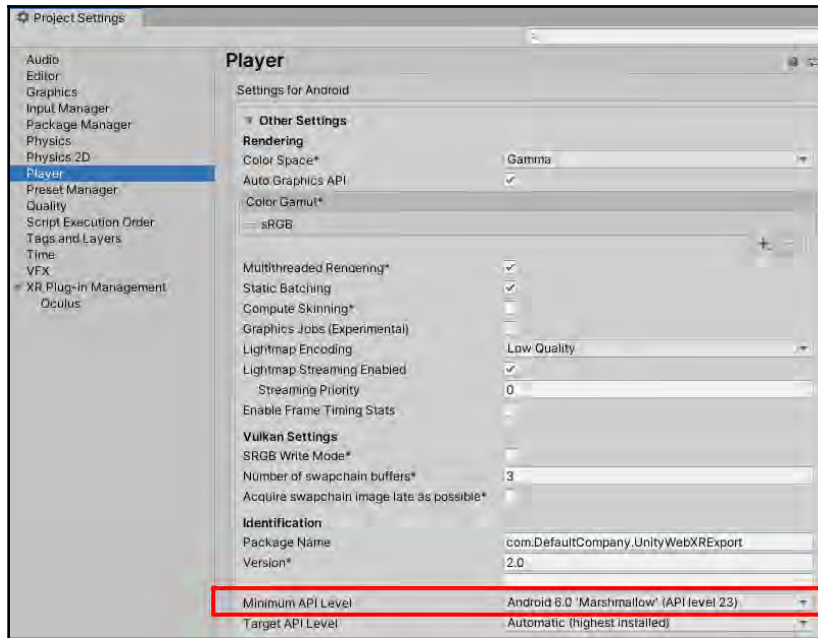 Project Settings
Audio
Editor
Graphics
Input Manager
Package Manager
Physics
Physics 2D
Player
Preset Manager
Quality
Script Execution Order
Tags and Layers
Time
VFX
XR Plug-in Management
Oculus
Player
Settings for Android
Other Settings
Rendering
Color Space* Gamma
Auto Graphics API
Color Gamut*
sRGB
Multithreaded Rendering*
Static Batching
Compute Skinning*
Graphics Jobs (Experimental)
Lightmap Encoding Low Quality
Lightmap Streaming Enabled
Streaming Priority 0
Enable Frame Timing Stats
Vulkan Settings
SRGB Write Mode*
Number of swapchain buffers* 3
Acquire swapchain image late as possible*
Identification
Package Name com.DefaultCompany.UnityWebXRExport
Version* 2.0
Minimum API Level Android 6.0 'Marshmallow' (API level 23)
Target API Level Automatic (highest installed)